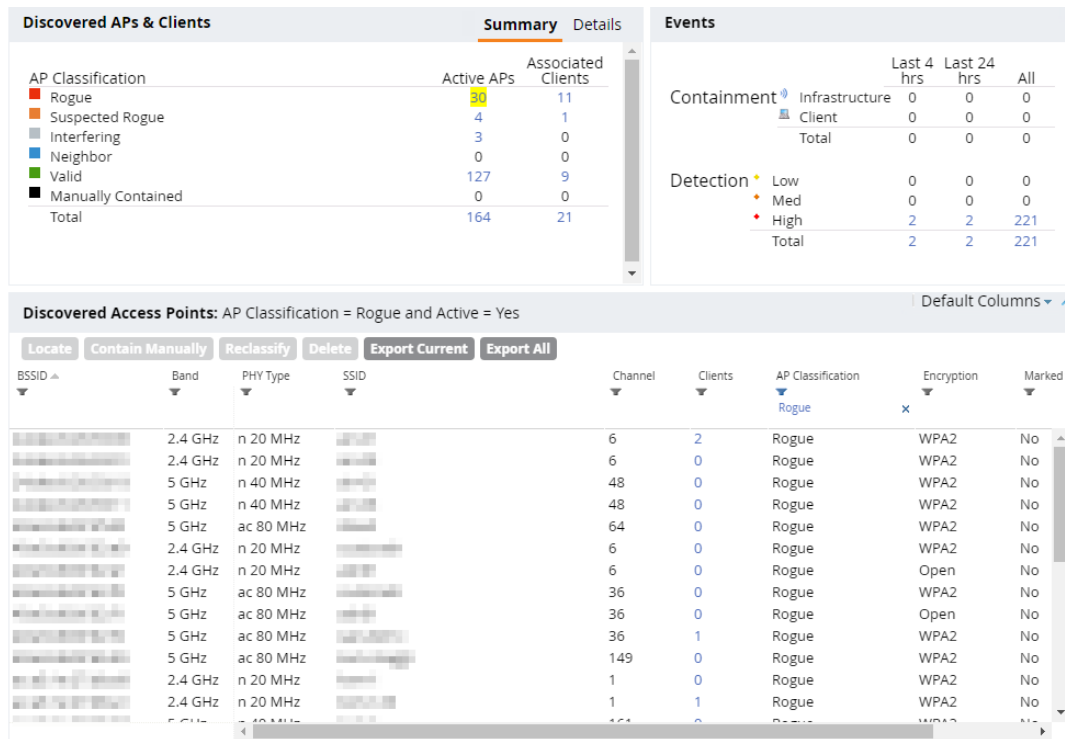 Discovered APs & Clients Summary Details
AP Classification Active APs Associated Clients
Rogue 30 11
Suspected Rogue 4 1
Interfering 3 0
Neighbor 0 0
Valid 127 9
Manually Contained 0 0
Total 164 21
Events
Last 4 hrs Last 24 hrs All
Containment Infrastructure 0 0 0
Client 0 0 0
Total 0 0 0
Detection Low 0 0 0
Med 0 0 0
High 2 2 221
Total 2 2 221
Discovered Access Points: AP Classification = Rogue and Active = Yes Default Columns
Locate Contain Manually Reclassify Delete Export Current Export All
BSSID Band PHY Type SSID Channel Clients AP Classification Encryption Marked
Rogue x
2.4 GHz n 20 MHz 6 2 Rogue WPA2 No
2.4 GHz n 20 MHz 6 0 Rogue WPA2 No
5 GHz n 40 MHz 48 0 Rogue WPA2 No
5 GHz n 40 MHz 48 0 Rogue WPA2 No
5 GHz ac 80 MHz 64 0 Rogue WPA2 No
2.4 GHz n 20 MHz 6 0 Rogue WPA2 No
2.4 GHz n 20 MHz 6 0 Rogue Open No
5 GHz ac 80 MHz 36 0 Rogue WPA2 No
5 GHz ac 80 MHz 36 0 Rogue Open No
5 GHz ac 80 MHz 36 1 Rogue WPA2 No
5 GHz ac 80 MHz 149 0 Rogue WPA2 No
2.4 GHz n 20 MHz 1 0 Rogue WPA2 No
2.4 GHz n 20 MHz 1 1 Rogue WPA2 No